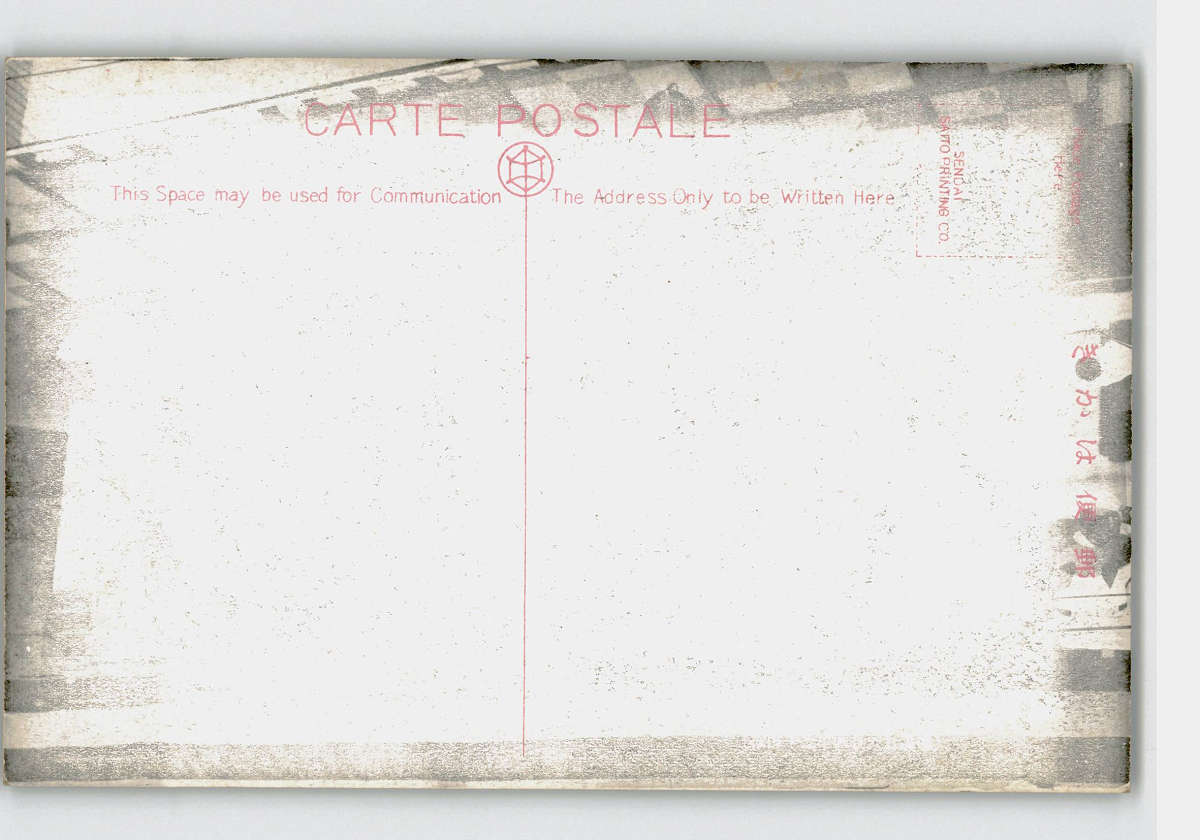 CARTE POSTALE
This Space may be used for Communication
The Address Only to be Written Here
SENDAI
SAITO PRINTING CO.
Here
きかは便郵